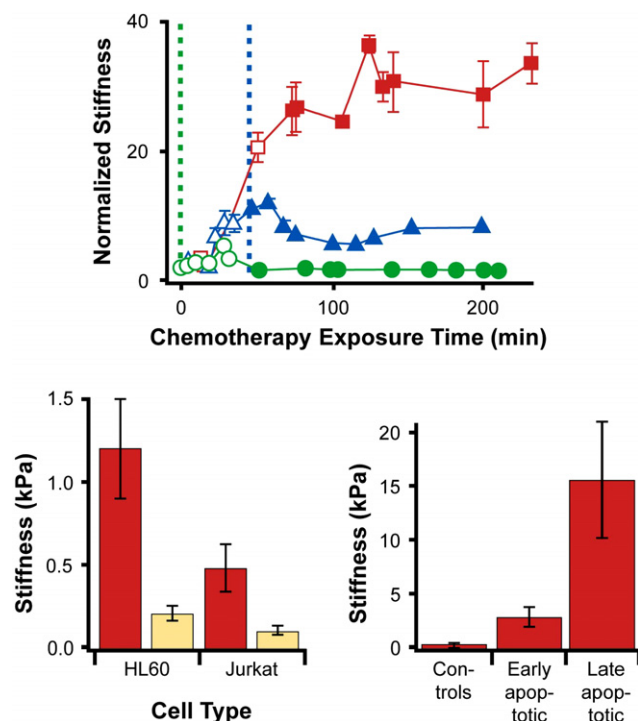 40
20
0
Normalized Stiffness
0
100
200
Chemotherapy Exposure Time (min)
1.5
1.0
0.5
0.0
Stiffness (kPa)
HL60
Jurkat
Cell Type
20
15
10
5
0
Stiffness (kPa)
Con-
trols
Early
apop-
totic
Late
apop-
totic